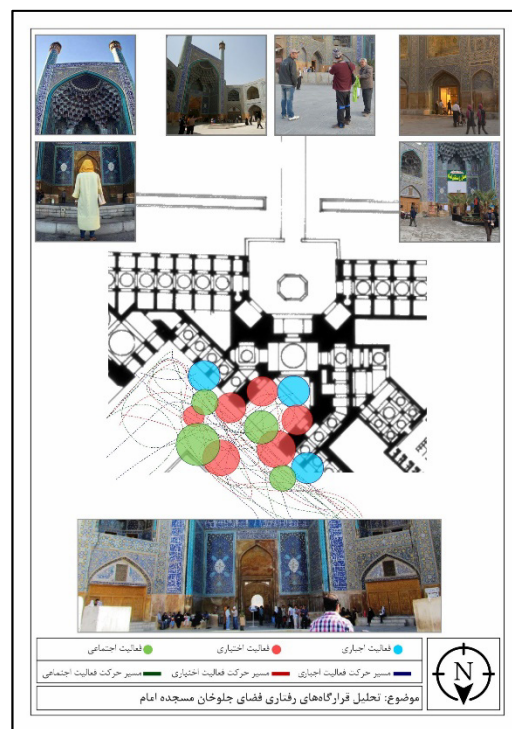 فعالیت اجباری فعالیت اختیاری فعالیت اجتماعی
مسیر حرکت فعالیت اجباری مسیر حرکت فعالیت اختیاری مسیر حرکت فعالیت اجتماعی
موضوع: تحلیل قرارگاه‌های رفتاری فضای جلوخان مسجده امام
N